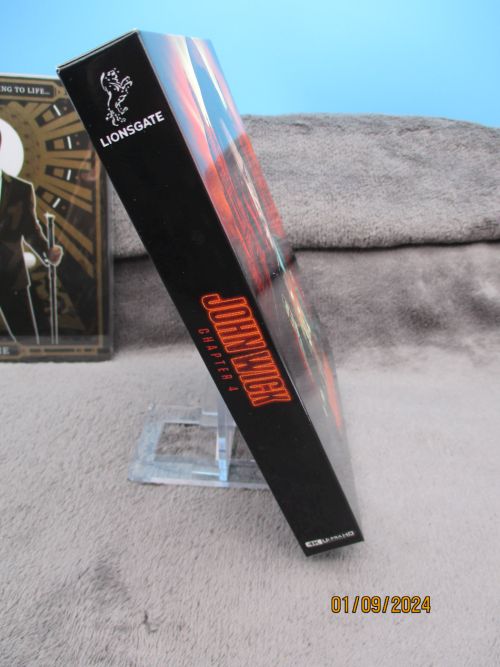 NG TO LIFE...
LIONSGATE
JOHN WICK
CHAPTER 4
4K ULTRA HD
01/09/2024